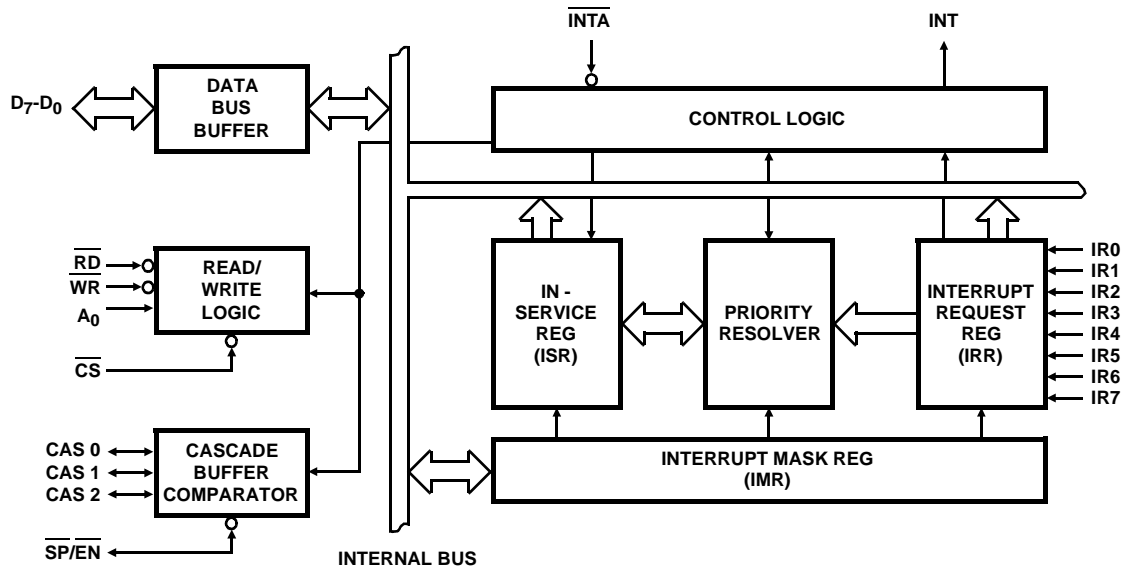 INTA
INT
D7-D0
DATA
BUS
BUFFER
CONTROL LOGIC
RD
WR
A0
CS
READ/
WRITE
LOGIC
IN -
SERVICE
REG
(ISR)
PRIORITY
RESOLVER
INTERRUPT
REQUEST
REG
(IRR)
IR0
IR1
IR2
IR3
IR4
IR5
IR6
IR7
CAS 0
CAS 1
CAS 2
CASCADE
BUFFER
COMPARATOR
INTERRUPT MASK REG
(IMR)
SP/EN
INTERNAL BUS